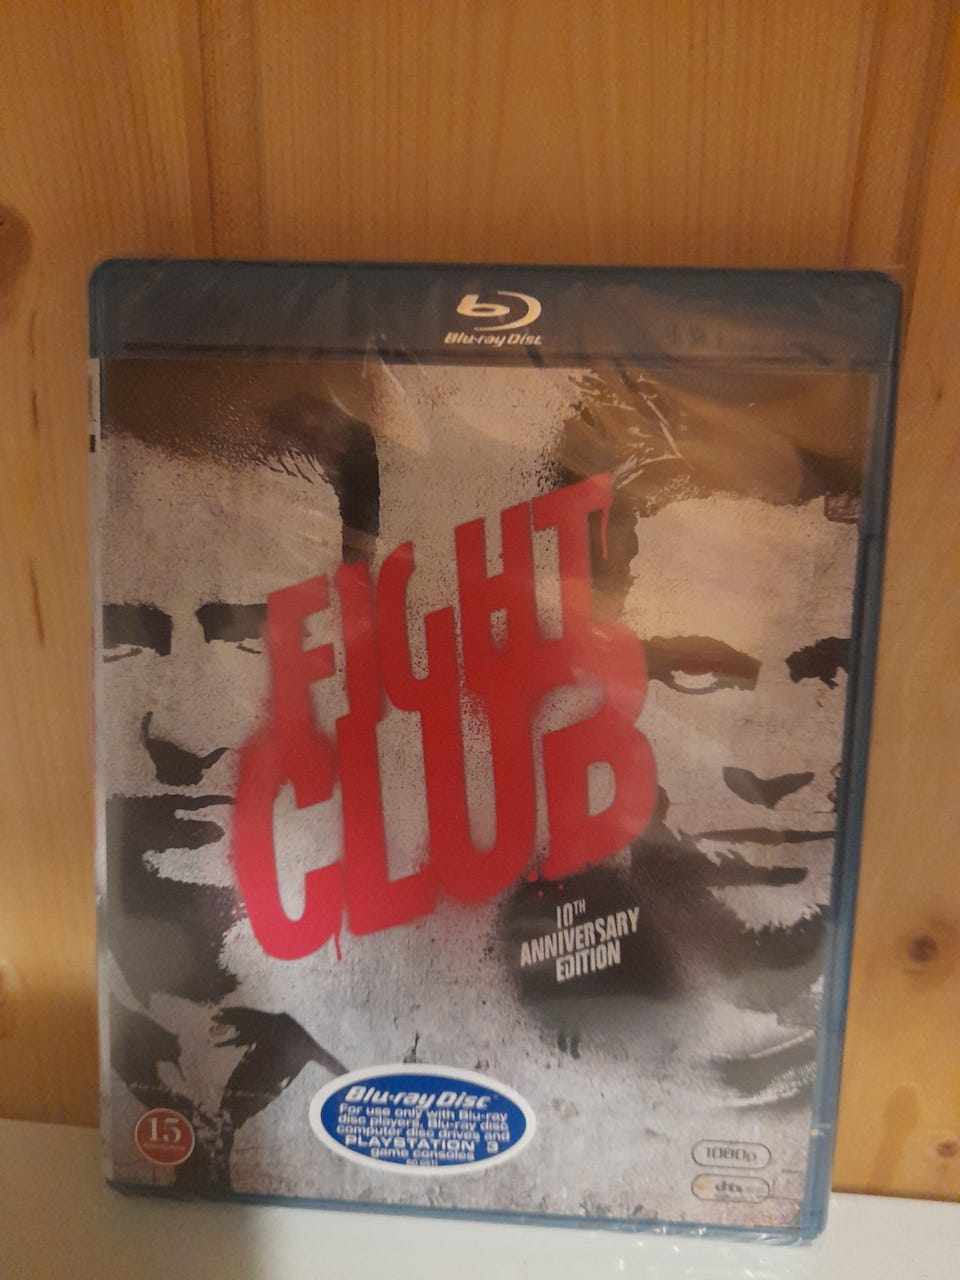 Blu-ray Disc
FIGHT
CLUB
10TH
ANNIVERSARY
EDITION
Blu-ray Disc
For use only with Blu-ray
disc players, Blu-ray disc
computer disc drives and
PLAYSTATION 3
game consoles
15
1080p
dts